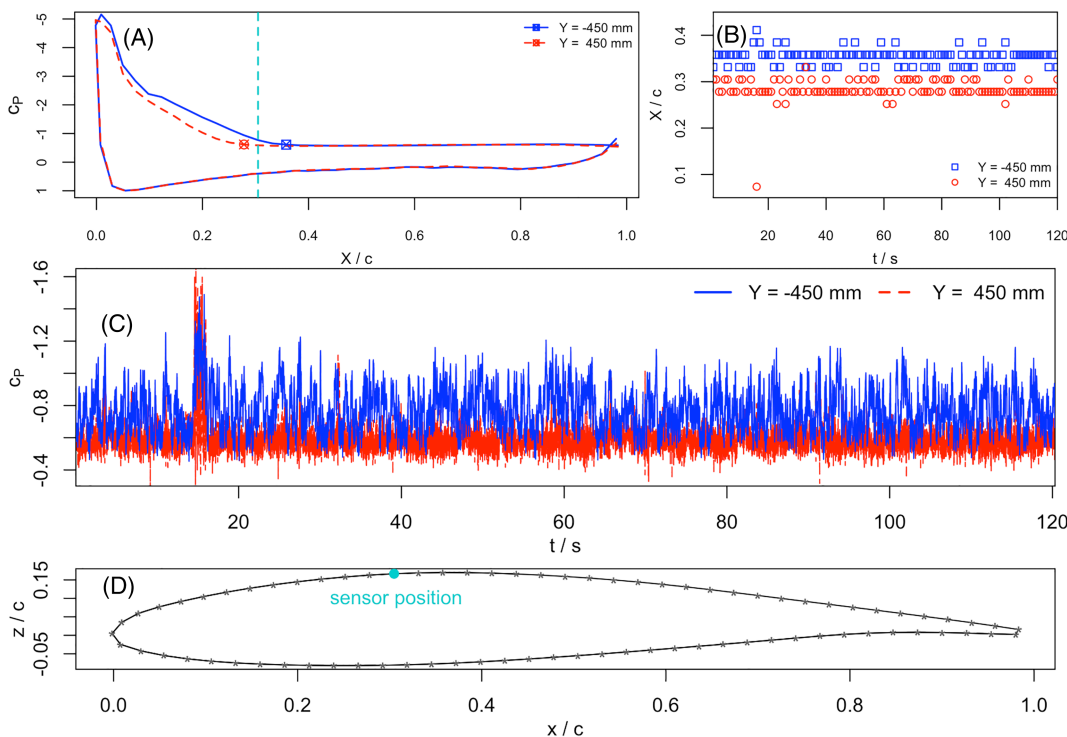 (A)
Y = -450 mm
Y = 450 mm
-5
-4
-3
-2
-1
0
1
cP
0.0 0.2 0.4 0.6 0.8 1.0
X / c
(B)
0.4
0.3
0.2
0.1
X / c
Y = -450 mm
Y = 450 mm
20 40 60 80 100 120
t / s
(C)
Y = -450 mm Y = 450 mm
-1.6
-1.2
-0.8
-0.4
cP
20 40 60 80 100 120
t / s
(D)
0.15
-0.05
z / c
sensor position
0.0 0.2 0.4 0.6 0.8 1.0
x / c